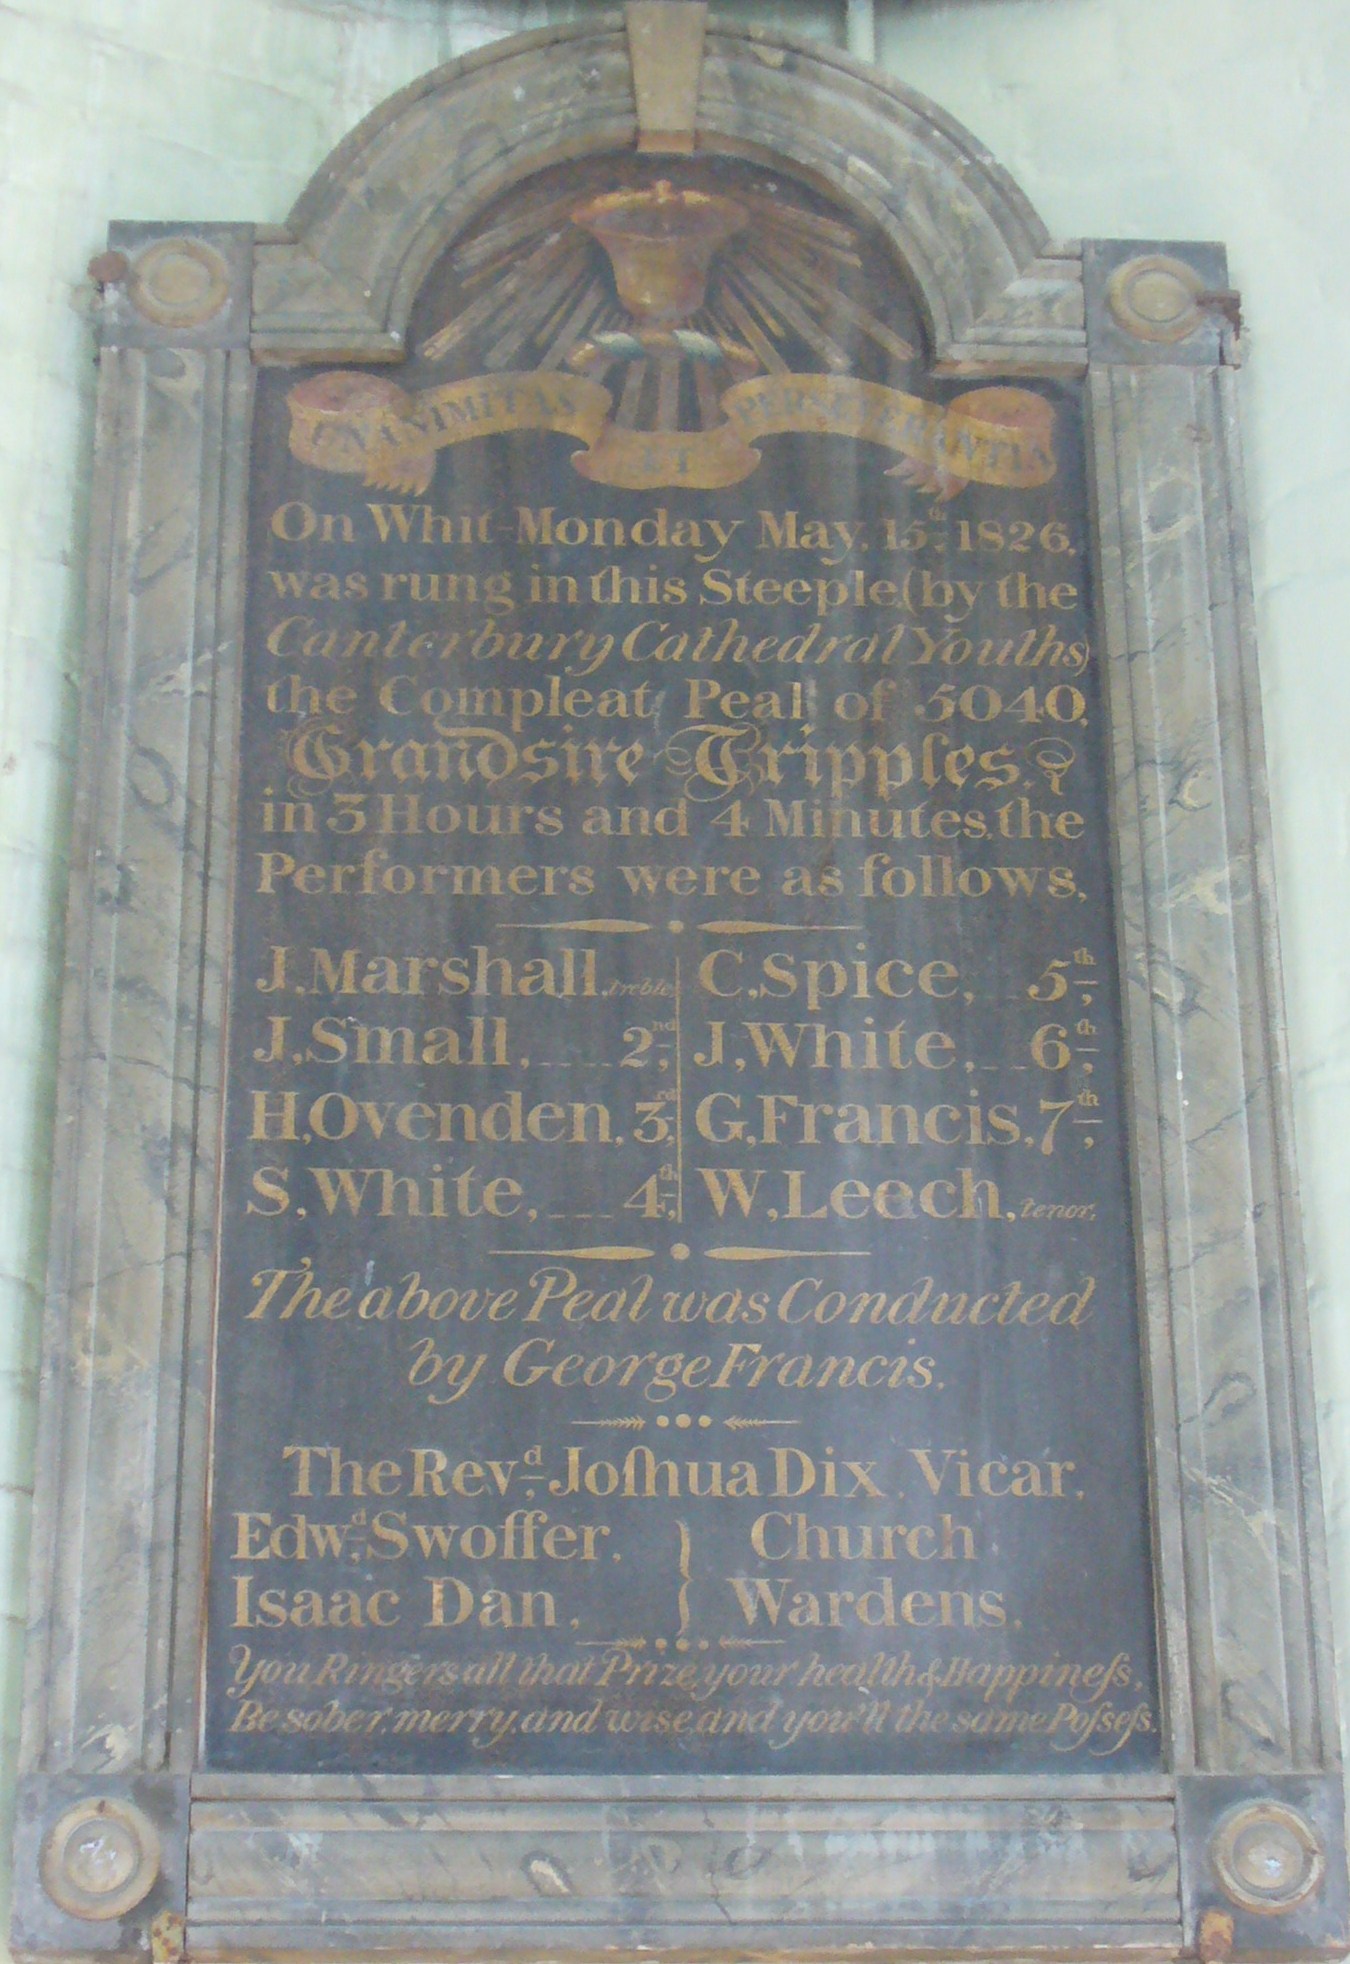 UNANIMITAS ET PERSEVERANTIA
On Whit-Monday May, 15th, 1826,
was rung in this Steeple, (by the
Canterbury Cathedral Youths)
the Compleat Peal of 5040,
Grandsire Tripples,
in 3 Hours and 4 Minutes, the
Performers were as follows,
J, Marshall, treble, C, Spice, 5th,
J, Small, 2nd, J, White, 6th,
H, Ovenden, 3rd, G, Francis, 7th,
S, White, 4th, W, Leech, tenor,
The above Peal was Conducted
by George Francis.
The Revd, Joſhua Dix, Vicar,
Edwd, Swoffer, } Church
Isaac Dan, } Wardens,
You Ringers all that Prize, your health & Happineſs,
Be sober, merry, and wise, and you'll the same Poſseſs.